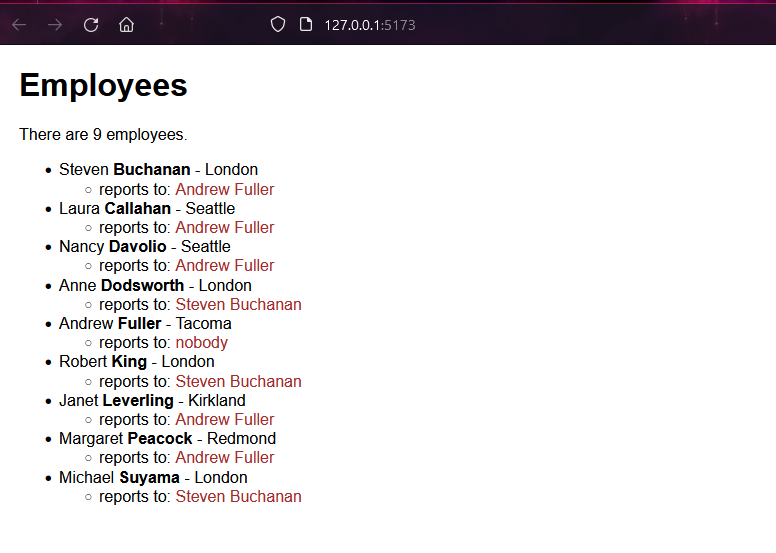 127.0.0.1:5173
Employees
There are 9 employees.
Steven Buchanan - London
reports to: Andrew Fuller
Laura Callahan - Seattle
reports to: Andrew Fuller
Nancy Davolio - Seattle
reports to: Andrew Fuller
Anne Dodsworth - London
reports to: Steven Buchanan
Andrew Fuller - Tacoma
reports to: nobody
Robert King - London
reports to: Steven Buchanan
Janet Leverling - Kirkland
reports to: Andrew Fuller
Margaret Peacock - Redmond
reports to: Andrew Fuller
Michael Suyama - London
reports to: Steven Buchanan